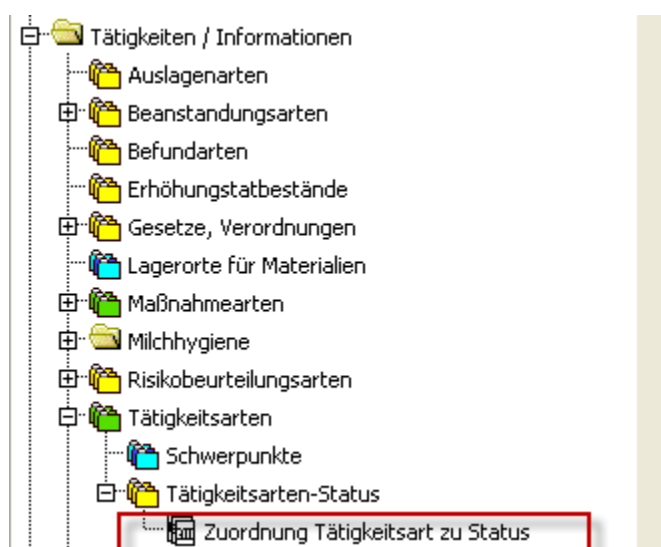 Tätigkeiten / Informationen
Auslagenarten
Beanstandungsarten
Befundarten
Erhöhungstatbestände
Gesetze, Verordnungen
Lagerorte für Materialien
Maßnahmearten
Milchhygiene
Risikobeurteilungsarten
Tätigkeitsarten
Schwerpunkte
Tätigkeitsarten-Status
Zuordnung Tätigkeitsart zu Status